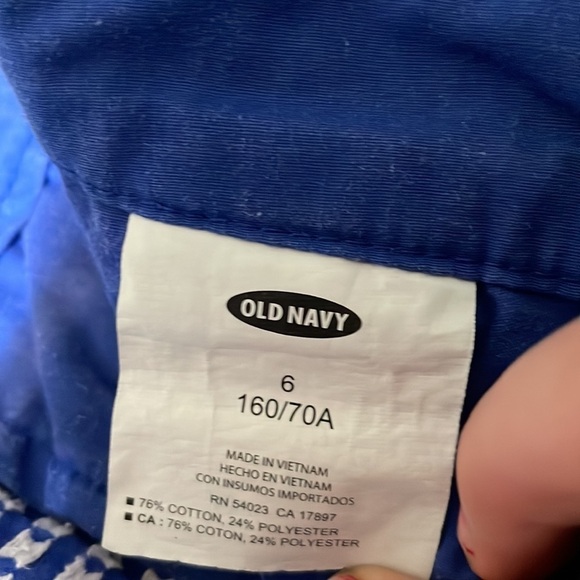 OLD NAVY
6
160/70A
MADE IN VIETNAM
HECHO EN VIETNAM
CON INSUMOS IMPORTADOS
RN 54023 CA 17897
■ 76% COTTON, 24% POLYESTER
■ CA : 76% COTON, 24% POLYESTER